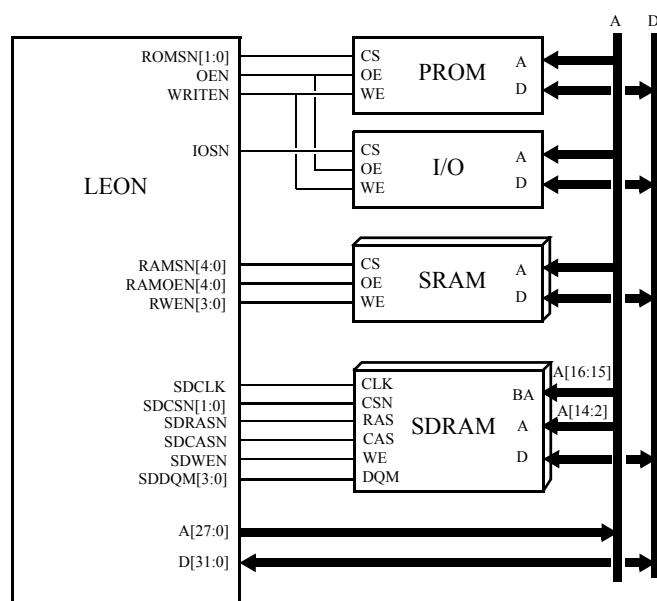 A D
ROMSN[1:0] CS PROM A
OEN OE
WRITEN WE D
IOSN CS I/O A
OE
WE D
LEON
RAMSN[4:0] CS SRAM A
RAMOEN[4:0] OE
RWEN[3:0] WE D
A[16:15]
SDCLK CLK BA
SDCSN[1:0] CSN A[14:2]
SDRASN RAS SDRAM A
SDCASN CAS
SDWEN WE D
SDDQM[3:0] DQM
A[27:0]
D[31:0]